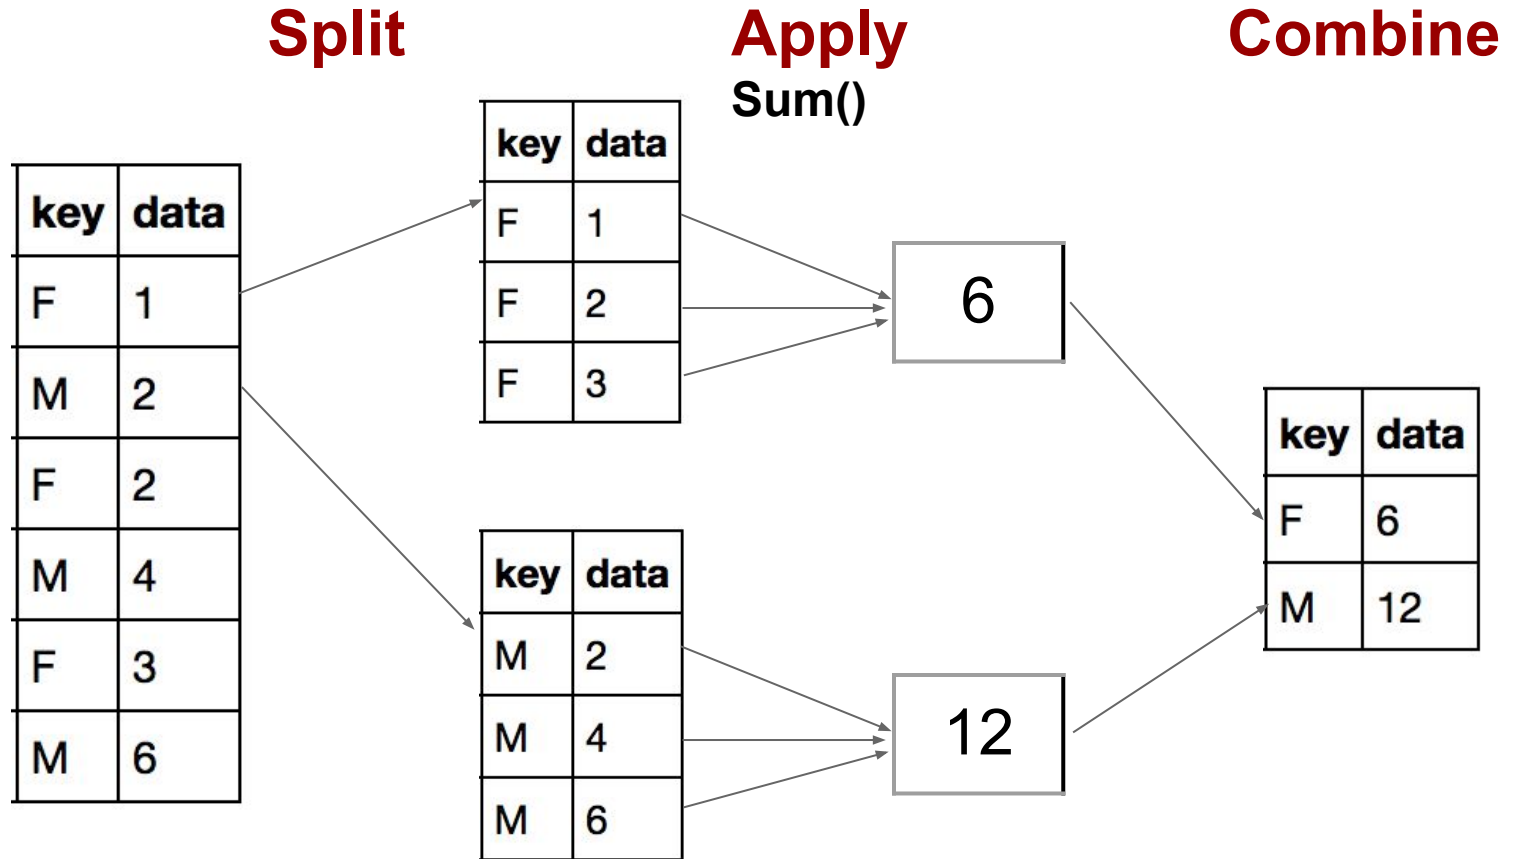 Split
Apply
Combine
Sum()
key data
F 1
M 2
F 2
M 4
F 3
M 6
key data
F 1
F 2
F 3
key data
M 2
M 4
M 6
6
12
key data
F 6
M 12